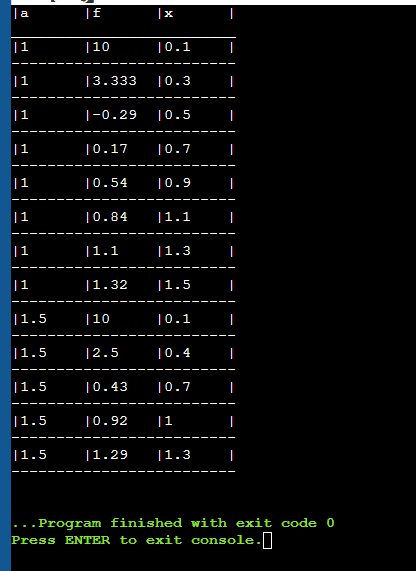 |a |f |x |
|1 |10 |0.1 |
|1 |3.333 |0.3 |
|1 |-0.29 |0.5 |
|1 |0.17 |0.7 |
|1 |0.54 |0.9 |
|1 |0.84 |1.1 |
|1 |1.1 |1.3 |
|1 |1.32 |1.5 |
|1.5 |10 |0.1 |
|1.5 |2.5 |0.4 |
|1.5 |0.43 |0.7 |
|1.5 |0.92 |1 |
|1.5 |1.29 |1.3 |
...Program finished with exit code 0
Press ENTER to exit console.